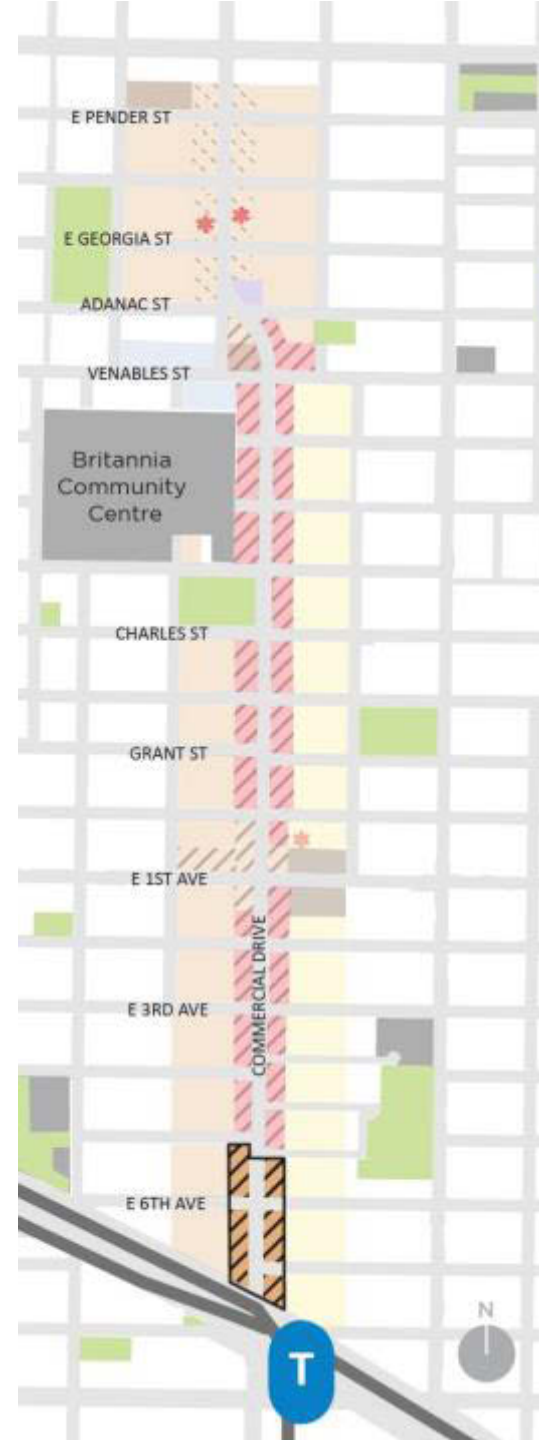 E PENDER ST
E GEORGIA ST
ADANAC ST
VENABLES ST
Britannia
Community
Centre
CHARLES ST
GRANT ST
E 1ST AVE
COMMERCIAL DRIVE
E 3RD AVE
E 6TH AVE
N
T